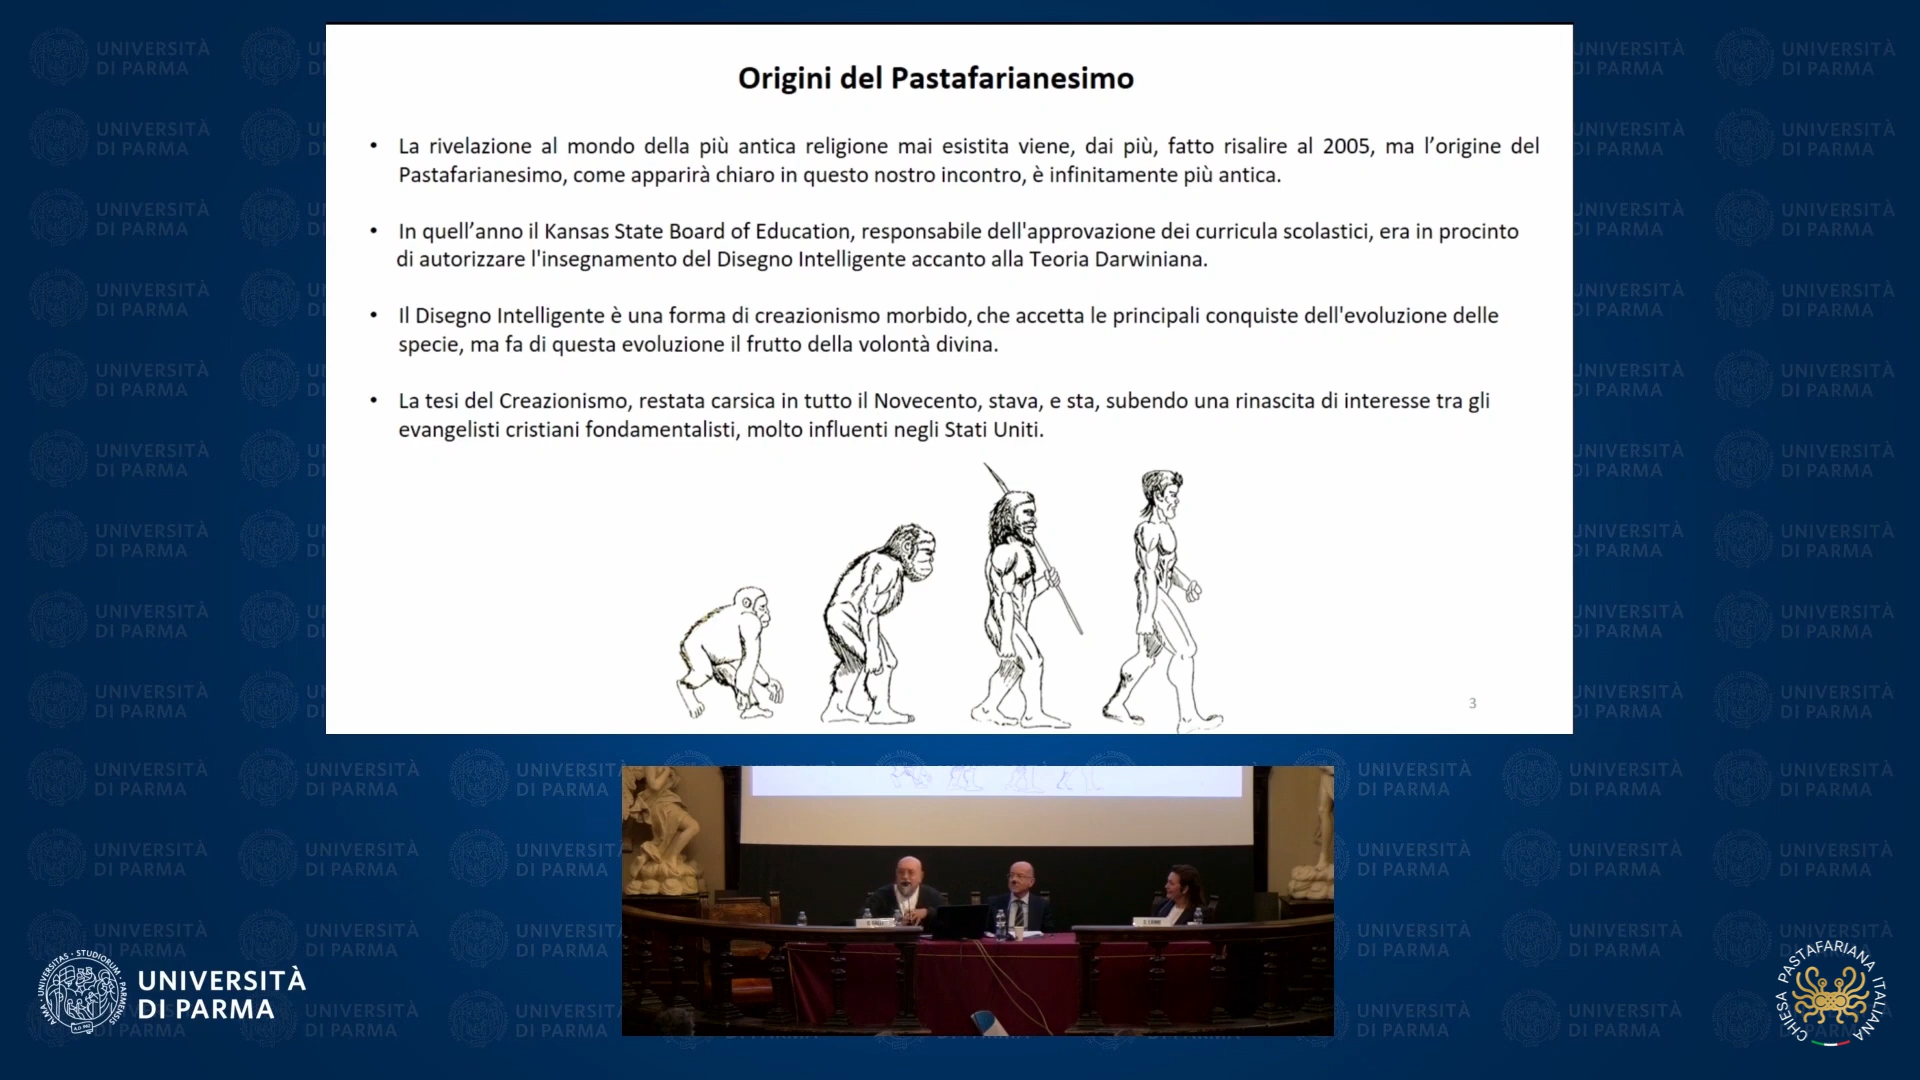 Origini del Pastafarianesimo
• La rivelazione al mondo della più antica religione mai esistita viene, dai più, fatto risalire al 2005, ma l’origine del
Pastafarianesimo, come apparirà chiaro in questo nostro incontro, è infinitamente più antica.
• In quell’anno il Kansas State Board of Education, responsabile dell'approvazione dei curricula scolastici, era in procinto
di autorizzare l'insegnamento del Disegno Intelligente accanto alla Teoria Darwiniana.
• Il Disegno Intelligente è una forma di creazionismo morbido, che accetta le principali conquiste dell'evoluzione delle
specie, ma fa di questa evoluzione il frutto della volontà divina.
• La tesi del Creazionismo, restata carsica in tutto il Novecento, stava, e sta, subendo una rinascita di interesse tra gli
evangelisti cristiani fondamentalisti, molto influenti negli Stati Uniti.
3
ALMA · UNIVERSITAS · STUDIORUM · PARMENSIS
UNIVERSITÀ
DI PARMA
CHIESA PASTAFARIANA ITALIANA